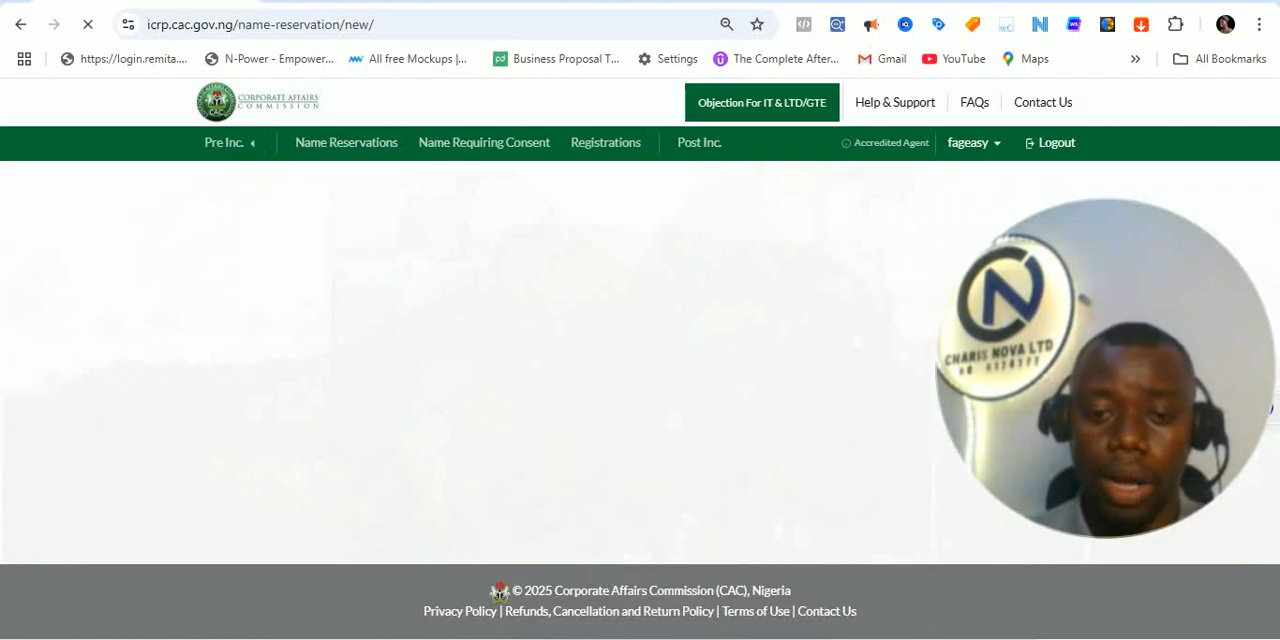 icrp.cac.gov.ng/name-reservation/new/
https://login.remita....
N-Power - Empower...
All free Mockups |...
Business Proposal T...
Settings
The Complete After...
Gmail
YouTube
Maps
All Bookmarks
CORPORATE AFFAIRS
COMMISSION
CAC
Objection For IT & LTD/GTE
Help & Support
FAQs
Contact Us
Pre Inc.
Name Reservations
Name Requiring Consent
Registrations
Post Inc.
Accredited Agent
fageasy
Logout
CHARIS NOVA LTD
© 2025 Corporate Affairs Commission (CAC), Nigeria
Privacy Policy | Refunds, Cancellation and Return Policy | Terms of Use | Contact Us